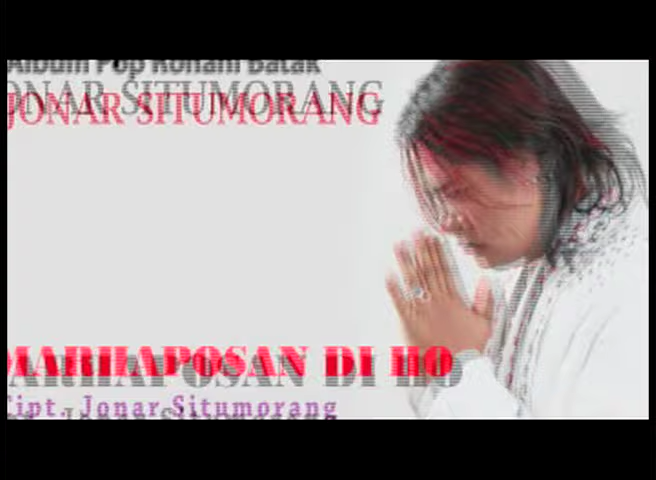 Album Pop Rohani Batak
JONAR SITUMORANG
MARHAPOSAN DI HO
Cipt. Jonar Situmorang